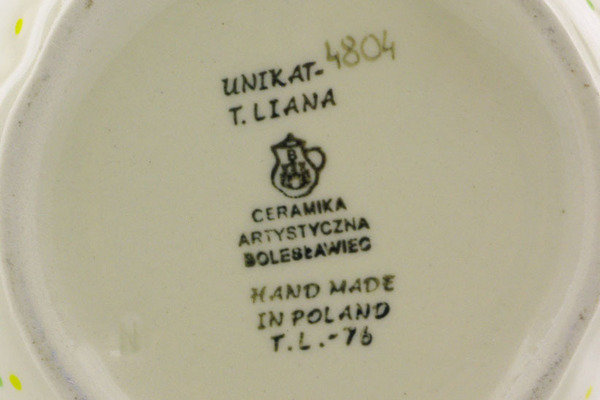 UNIKAT-4804
T. LIANA
B
CERAMIKA
ARTYSTYCZNA
BOLESŁAWIEC
HAND MADE
IN POLAND
T.L.-76
N